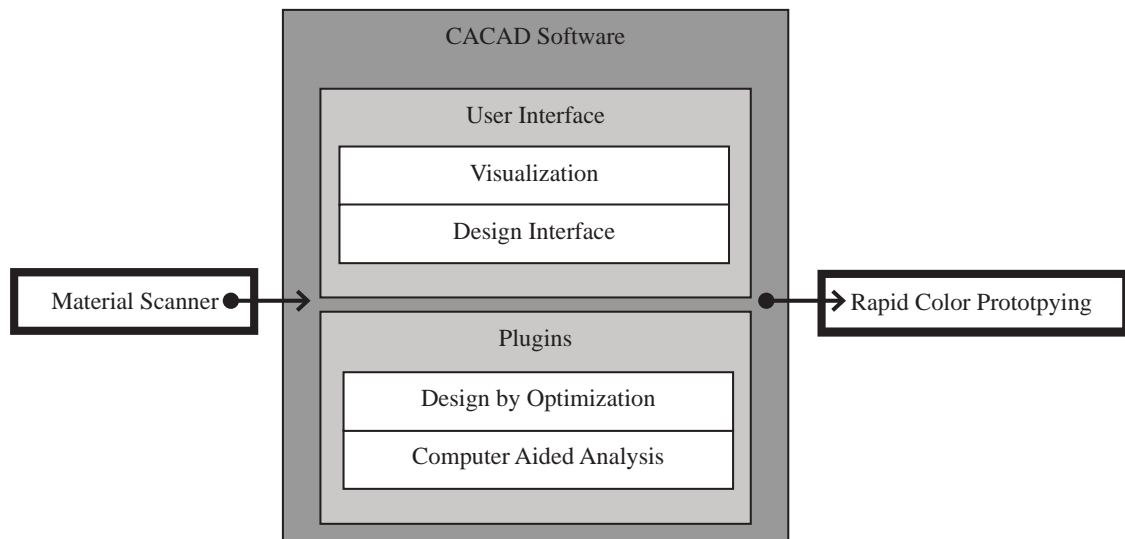 CACAD Software
User Interface
Visualization
Design Interface
Material Scanner
Rapid Color Prototpying
Plugins
Design by Optimization
Computer Aided Analysis